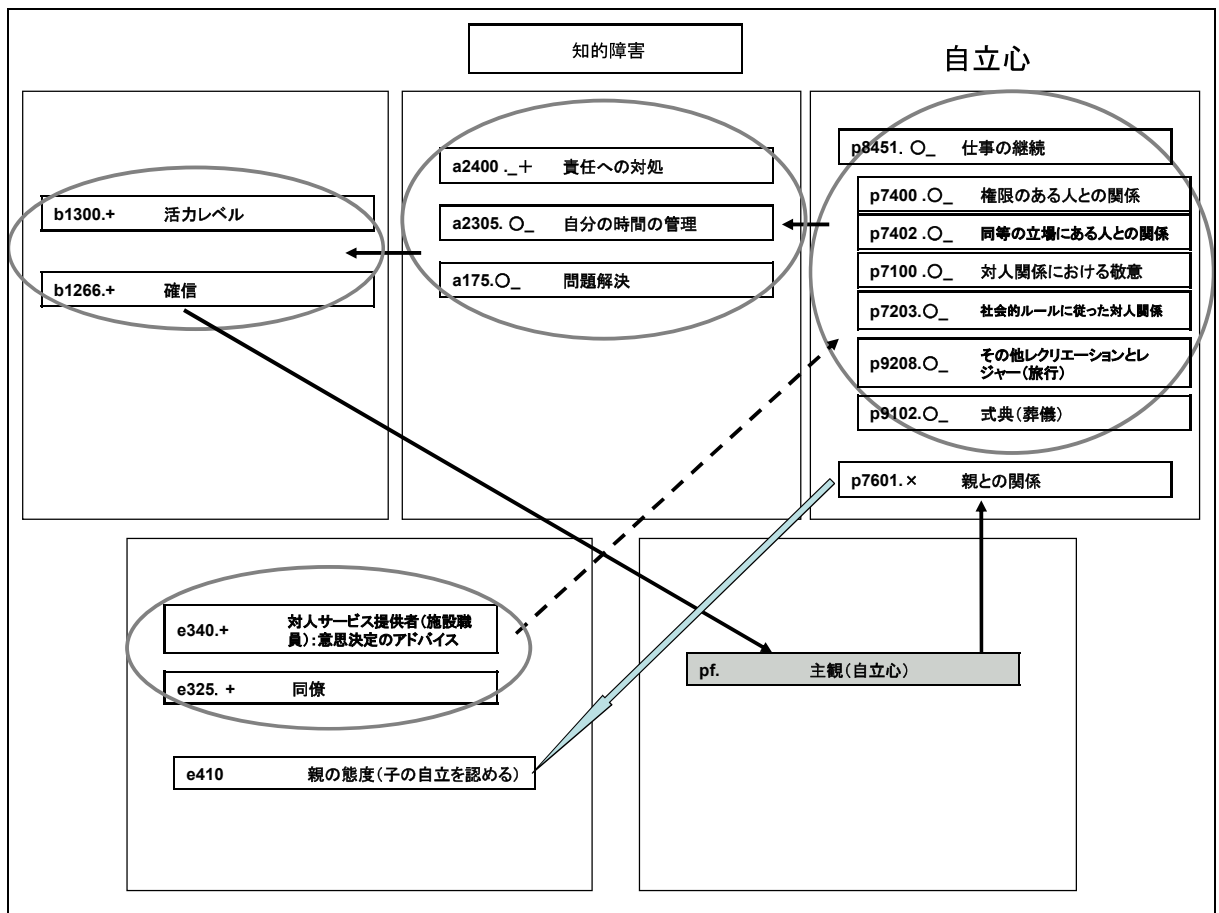 知的障害
自立心
b1300.+ 活力レベル
b1266.+ 確信
a2400 ._＋ 責任への対処
a2305. ○_ 自分の時間の管理
a175.○_ 問題解決
p8451. ○_ 仕事の継続
p7400 .○_ 権限のある人との関係
p7402 .○_ 同等の立場にある人との関係
p7100 .○_ 対人関係における敬意
p7203.○_ 社会的ルールに従った対人関係
p9208.○_ その他レクリエーションとレ
ジャー（旅行）
p9102.○_ 式典（葬儀）
p7601.× 親との関係
e340.+ 対人サービス提供者（施設職
員）：意思決定のアドバイス
e325. + 同僚
e410 親の態度（子の自立を認める）
pf. 主観（自立心）